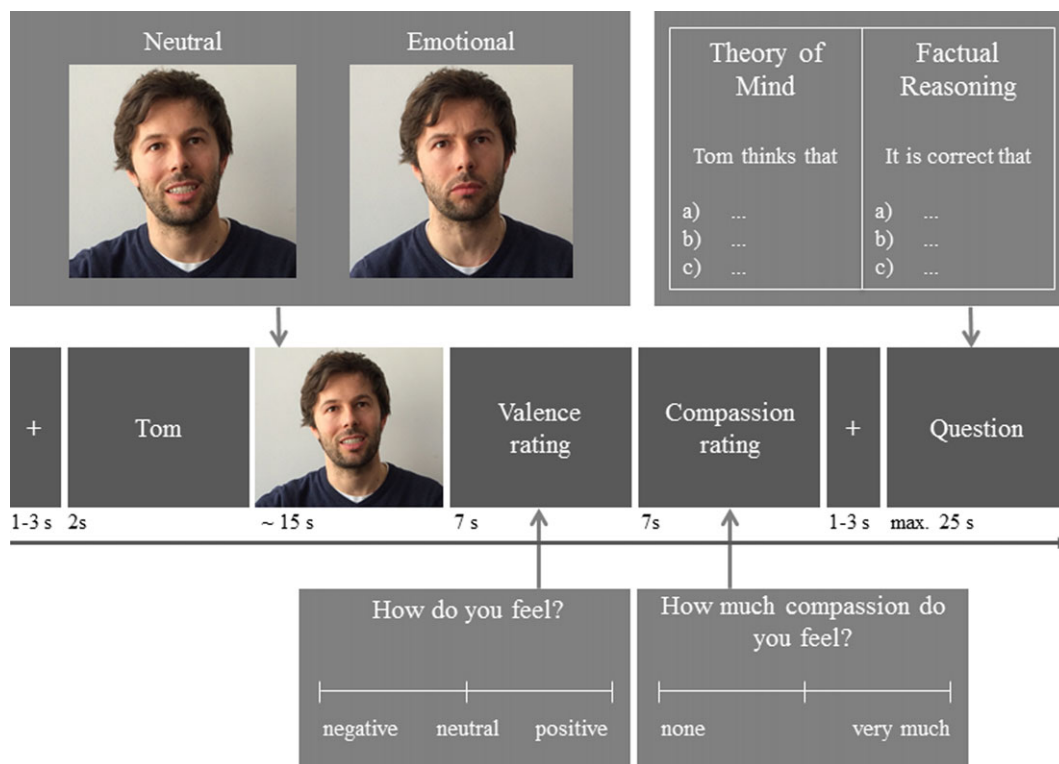 Neutral
Emotional
Theory of
Mind
Tom thinks that
a) ...
b) ...
c) ...
Factual
Reasoning
It is correct that
a) ...
b) ...
c) ...
+
Tom
Valence
rating
Compassion
rating
+
Question
1-3 s
2s
~ 15 s
7 s
7s
1-3 s
max. 25 s
How do you feel?
negative
neutral
positive
How much compassion do
you feel?
none
very much